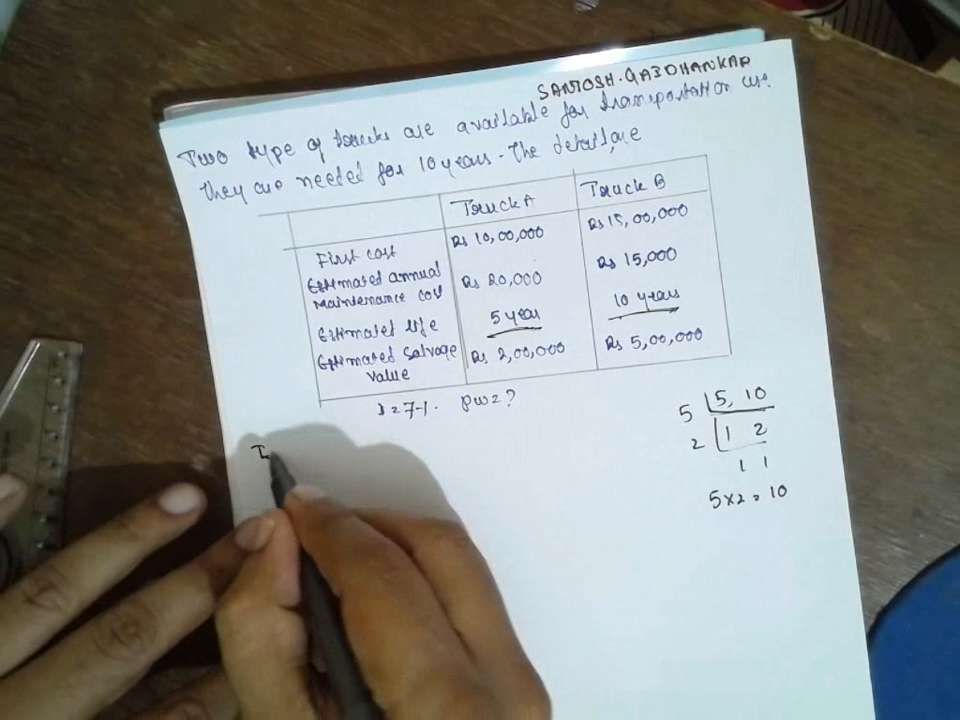 SANTOSH.GAJDHANKAR
Two type of trucks are available for transportation use.
They are needed for 10 years. The details are
Truck A Truck B
First cost Rs 10,00,000 Rs 15,00,000
Estimated annual
maintenance cost Rs 20,000 Rs 15,000
Estimated life 5 year 10 years
Estimated Salvage
value Rs 2,00,000 Rs 5,00,000
i = 7%. PW = ?
5 5, 10
2 1 2
1 1
5 × 2 = 10